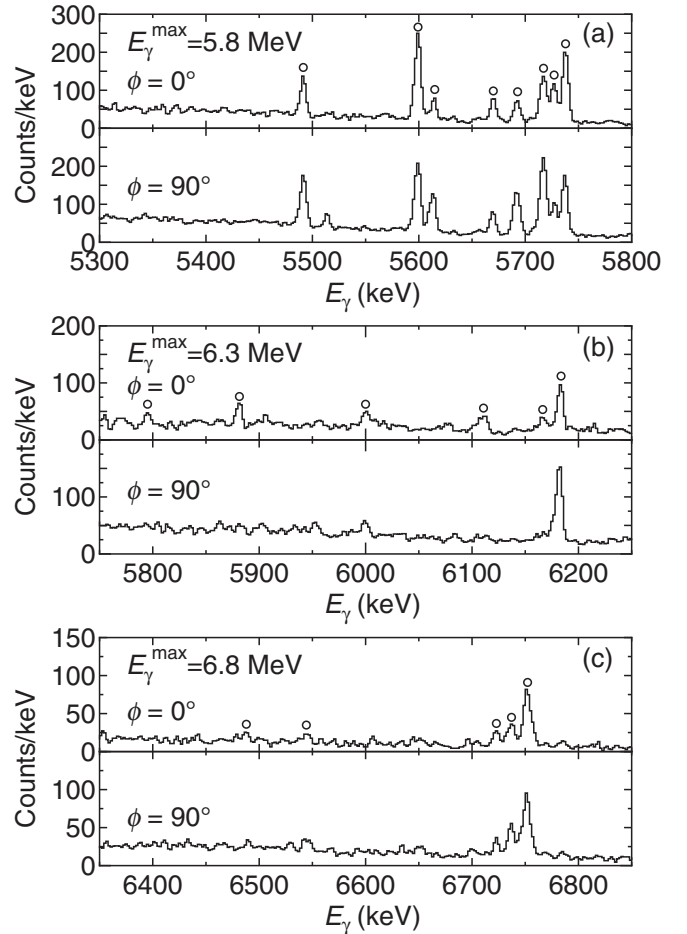 300
(a)
E_γ^max=5.8 MeV
200
ϕ = 0°
100
0
Counts/keV
200
ϕ = 90°
100
0
5300 5400 5500 5600 5700 5800
E_γ (keV)
200
(b)
E_γ^max=6.3 MeV
ϕ = 0°
100
0
Counts/keV
ϕ = 90°
100
0
5800 5900 6000 6100 6200
E_γ (keV)
150
(c)
E_γ^max=6.8 MeV
100
ϕ = 0°
50
0
Counts/keV
100
ϕ = 90°
50
0
6400 6500 6600 6700 6800
E_γ (keV)